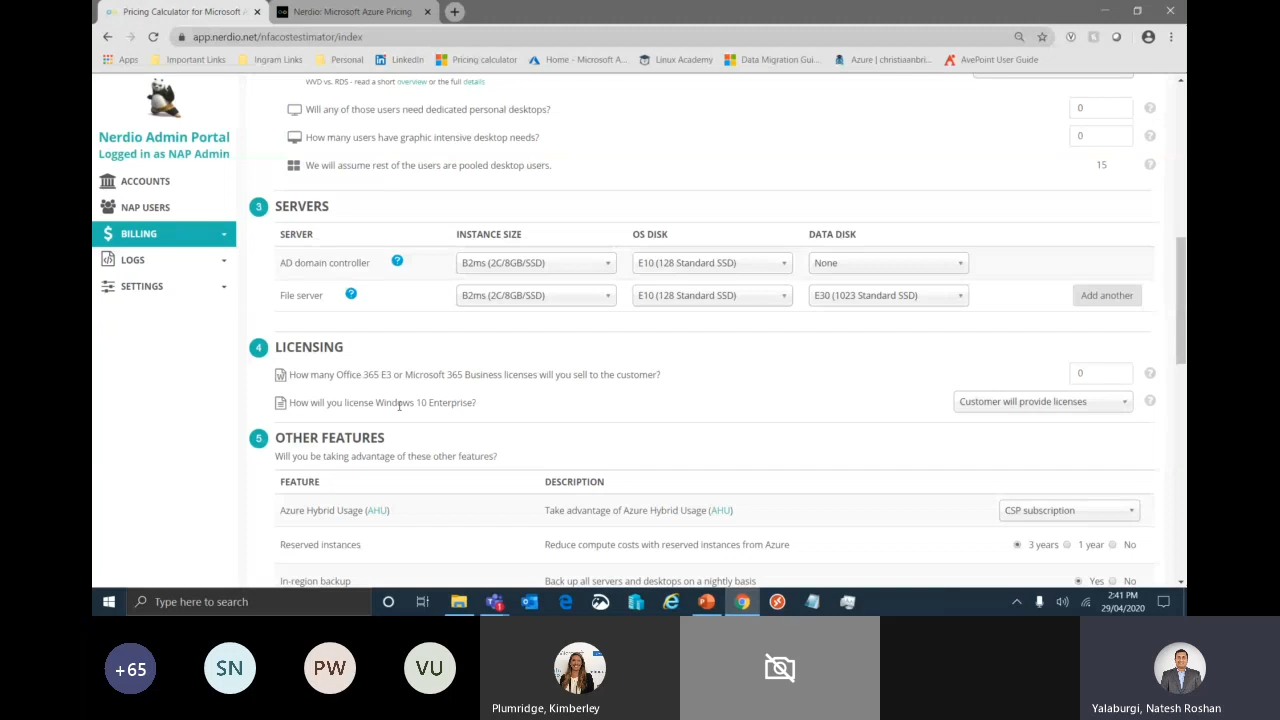 Pricing Calculator for Microsoft A
Nerdio: Microsoft Azure Pricing
app.nerdio.net/nfacostestimator/index
Apps
Important Links
Ingram Links
Personal
LinkedIn
Pricing calculator
Home - Microsoft A...
Linux Academy
Data Migration Gui...
Azure | christiaanbri...
AvePoint User Guide
Nerdio Admin Portal
Logged in as NAP Admin
ACCOUNTS
NAP USERS
BILLING
LOGS
SETTINGS
WVD vs. RDS - read a short overview or the full details
Will any of those users need dedicated personal desktops? 0
How many users have graphic intensive desktop needs? 0
We will assume rest of the users are pooled desktop users. 15
3 SERVERS
SERVER INSTANCE SIZE OS DISK DATA DISK
AD domain controller B2ms (2C/8GB/SSD) E10 (128 Standard SSD) None
File server B2ms (2C/8GB/SSD) E10 (128 Standard SSD) E30 (1023 Standard SSD) Add another
4 LICENSING
How many Office 365 E3 or Microsoft 365 Business licenses will you sell to the customer? 0
How will you license Windows 10 Enterprise? Customer will provide licenses
5 OTHER FEATURES
Will you be taking advantage of these other features?
FEATURE DESCRIPTION
Azure Hybrid Usage (AHU) Take advantage of Azure Hybrid Usage (AHU) CSP subscription
Reserved instances Reduce compute costs with reserved instances from Azure 3 years 1 year No
In-region backup Back up all servers and desktops on a nightly basis Yes No
Type here to search
2:41 PM
29/04/2020
+65
SN
PW
VU
Plumridge, Kimberley
Yalaburgi, Natesh Roshan